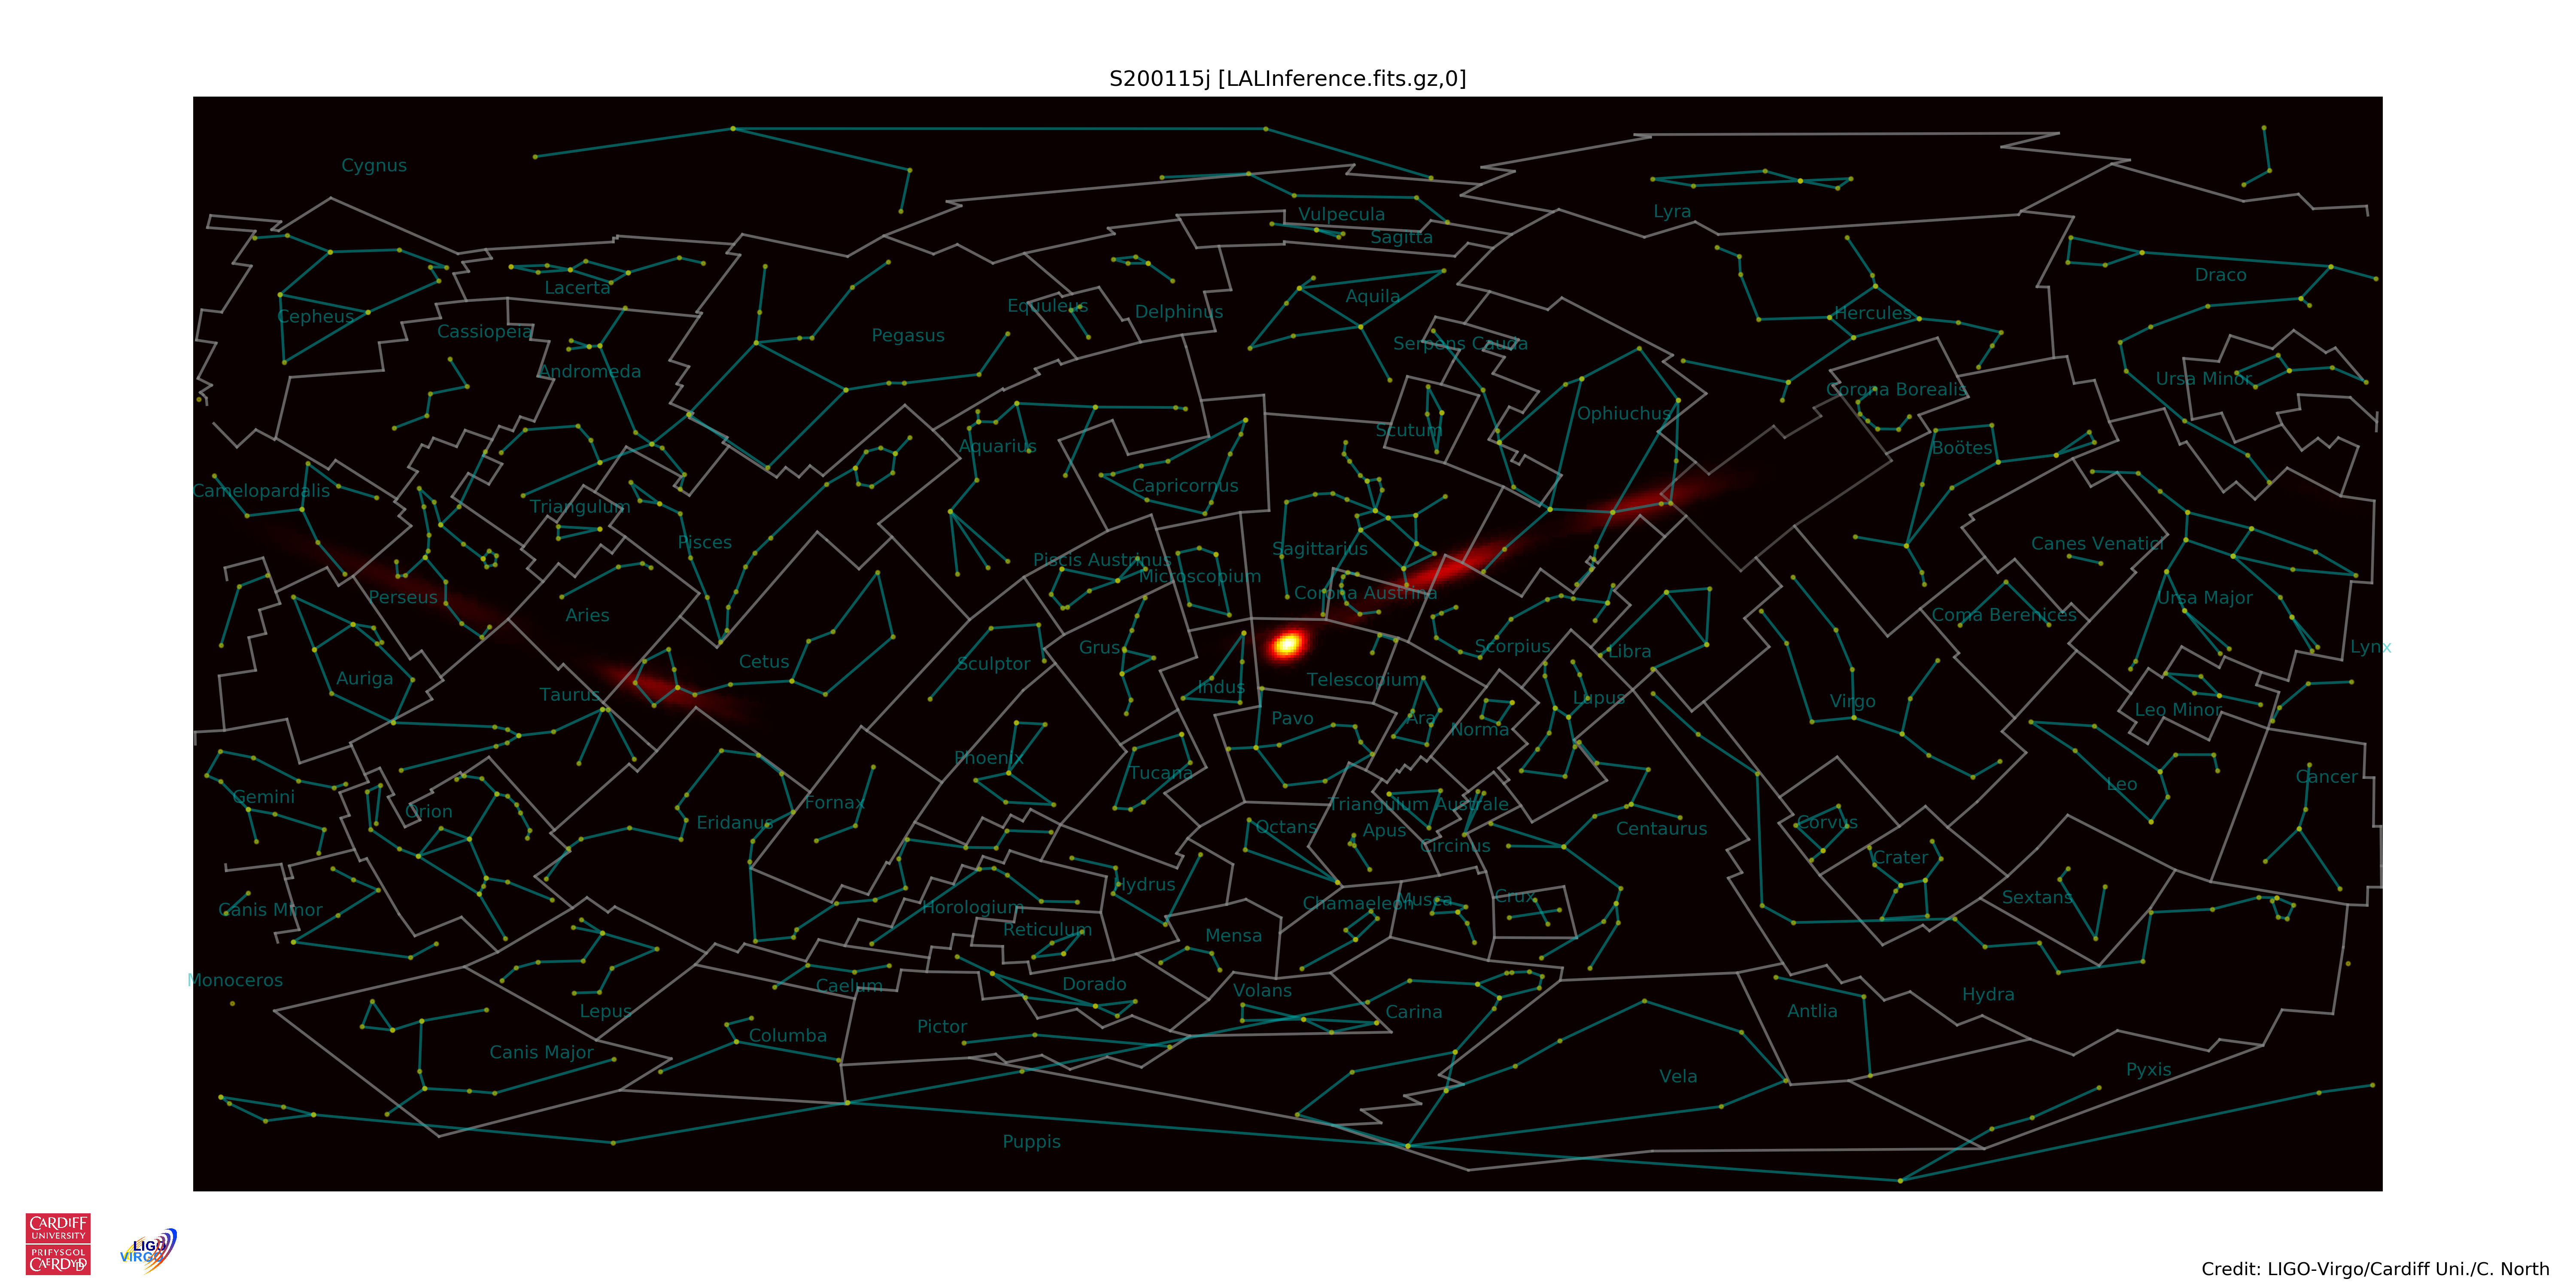 S200115j [LALInference.fits.gz,0]
Cygnus
Vulpecula
Lyra
Sagitta
Draco
Lacerta
Aquila
Equuleus
Delphinus
Hercules
Cepheus
Cassiopeia
Pegasus
Serpens Cauda
Andromeda
Ursa Minor
Corona Borealis
Ophiuchus
Scutum
Aquarius
Boötes
Camelopardalis
Capricornus
Triangulum
Pisces
Sagittarius
Canes Venatici
Piscis Austrinus
Microscopium
Corona Austrina
Perseus
Ursa Major
Aries
Coma Berenices
Grus
Scorpius
Libra
Lynx
Cetus
Sculptor
Auriga
Telescopium
Indus
Taurus
Lupus
Virgo
Leo Minor
Pavo
Ara
Norma
Phoenix
Tucana
Cancer
Leo
Gemini
Fornax
Triangulum Australe
Orion
Eridanus
Octans
Apus
Centaurus
Corvus
Circinus
Crater
Hydrus
Crux
Sextans
Chamaeleon
Musca
Horologium
Canis Minor
Reticulum
Mensa
Monoceros
Caelum
Dorado
Volans
Hydra
Lepus
Carina
Antlia
Pictor
Columba
Canis Major
Pyxis
Vela
Puppis
CARDIFF
UNIVERSITY
PRIFYSGOL
CAERDYDD
LIGO
VIRGO
Credit: LIGO-Virgo/Cardiff Uni./C. North